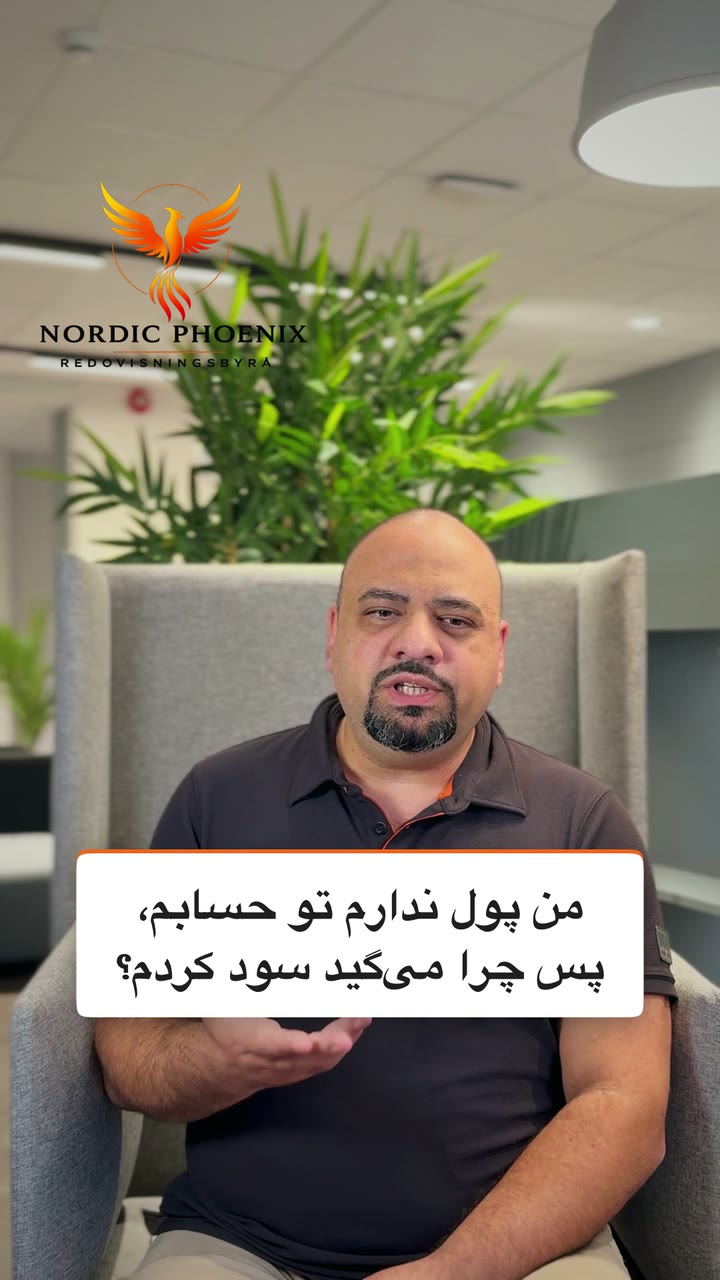 NORDIC PHOENIX
REDOVISNINGSBYRÅ
من پول ندارم تو حسابم،
پس چرا می‌گید سود کردم؟